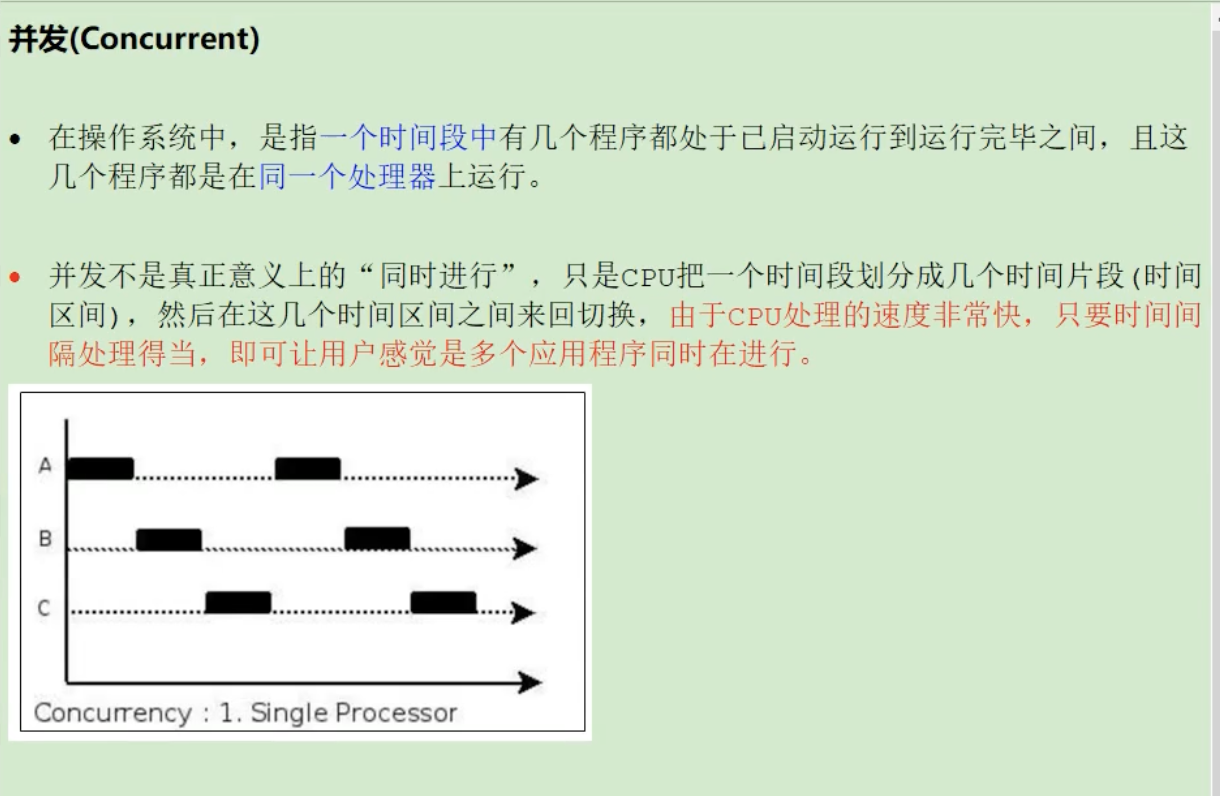 并发(Concurrent)
• 在操作系统中，是指一个时间段中有几个程序都处于已启动运行到运行完毕之间，且这
几个程序都是在同一个处理器上运行。
• 并发不是真正意义上的“同时进行”，只是CPU把一个时间段划分成几个时间片段(时间
区间)，然后在这几个时间区间之间来回切换，由于CPU处理的速度非常快，只要时间间
隔处理得当，即可让用户感觉是多个应用程序同时在进行。
A
B
C
Concurrency : 1. Single Processor